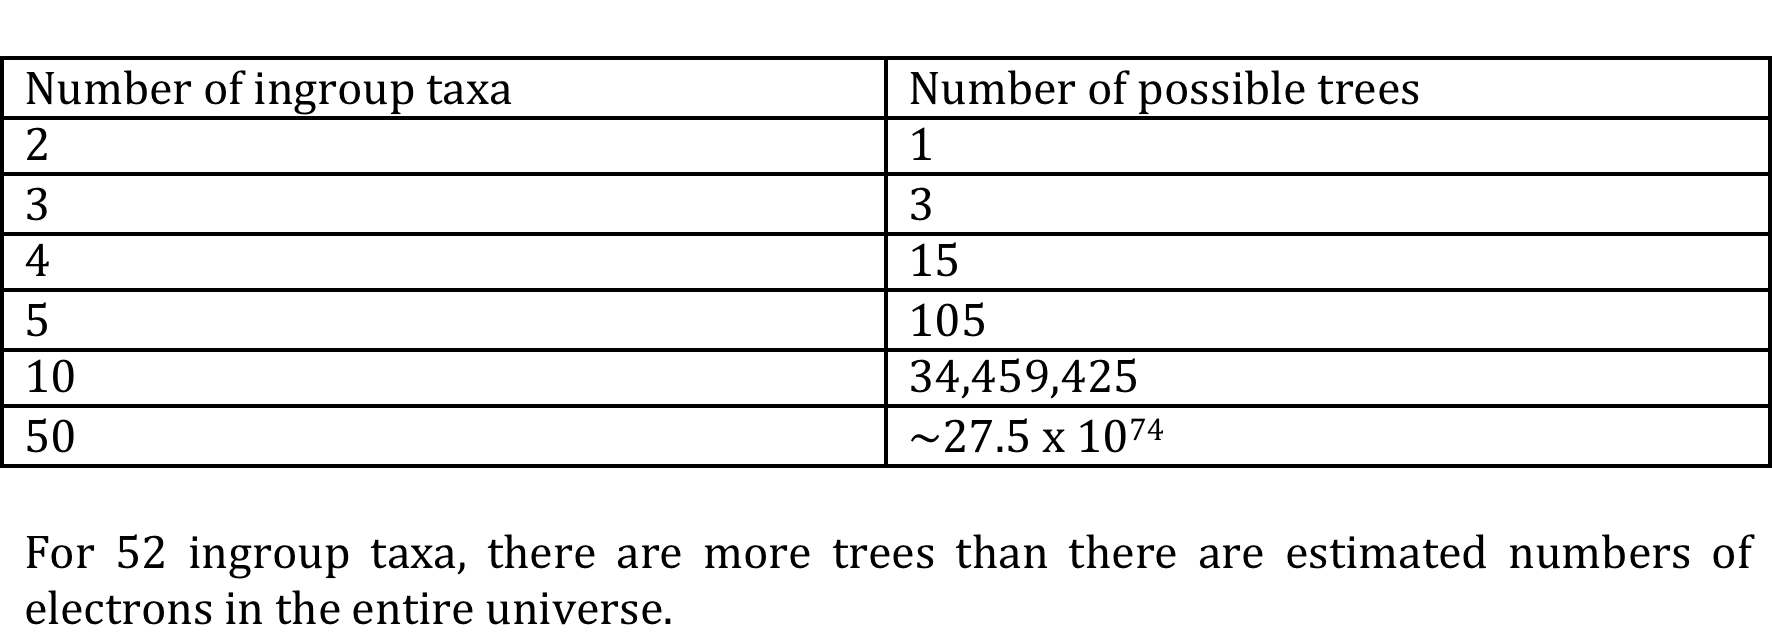 Number of ingroup taxa Number of possible trees
2 1
3 3
4 15
5 105
10 34,459,425
50 ~27.5 x 10⁷⁴
For 52 ingroup taxa, there are more trees than there are estimated numbers of
electrons in the entire universe.